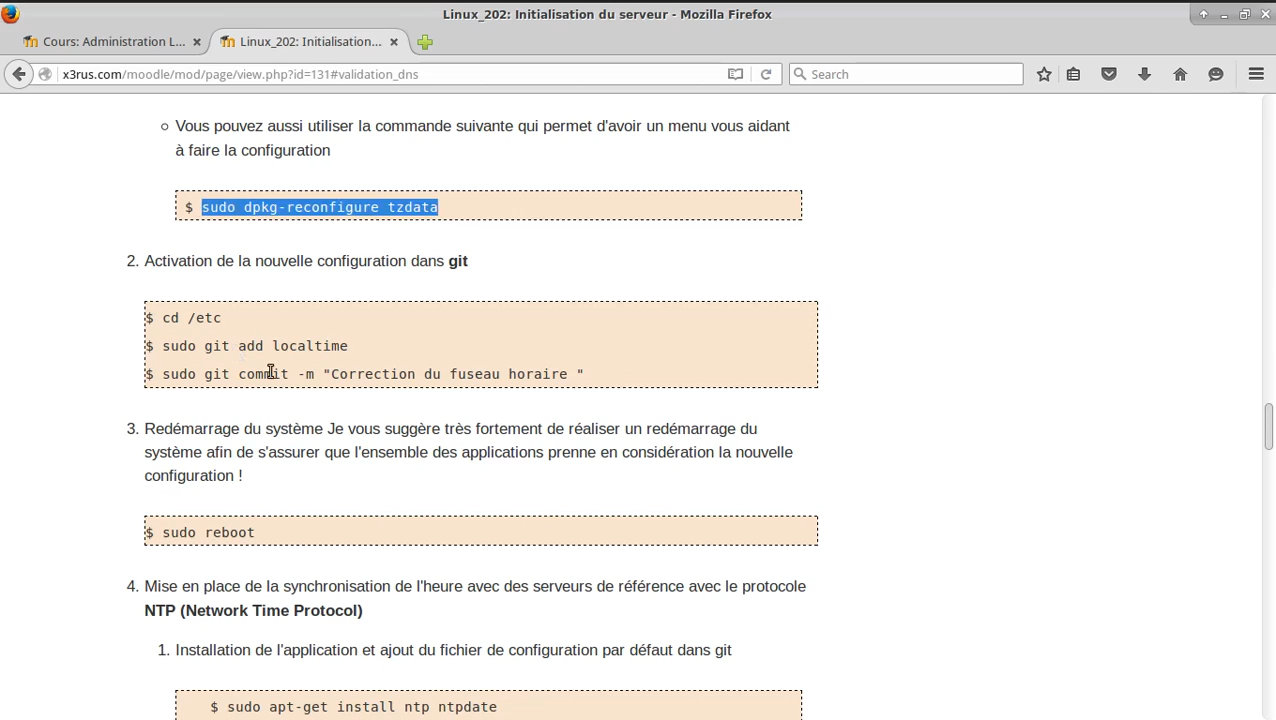 Linux_202: Initialisation du serveur - Mozilla Firefox
Cours: Administration L...
Linux_202: Initialisation...
x3rus.com/moodle/mod/page/view.php?id=131#validation_dns
Search
Vous pouvez aussi utiliser la commande suivante qui permet d'avoir un menu vous aidant
à faire la configuration
$ sudo dpkg-reconfigure tzdata
2. Activation de la nouvelle configuration dans git
$ cd /etc
$ sudo git add localtime
$ sudo git commit -m "Correction du fuseau horaire "
3. Redémarrage du système Je vous suggère très fortement de réaliser un redémarrage du
système afin de s'assurer que l'ensemble des applications prenne en considération la nouvelle
configuration !
$ sudo reboot
4. Mise en place de la synchronisation de l'heure avec des serveurs de référence avec le protocole
NTP (Network Time Protocol)
1. Installation de l'application et ajout du fichier de configuration par défaut dans git
$ sudo apt-get install ntp ntpdate